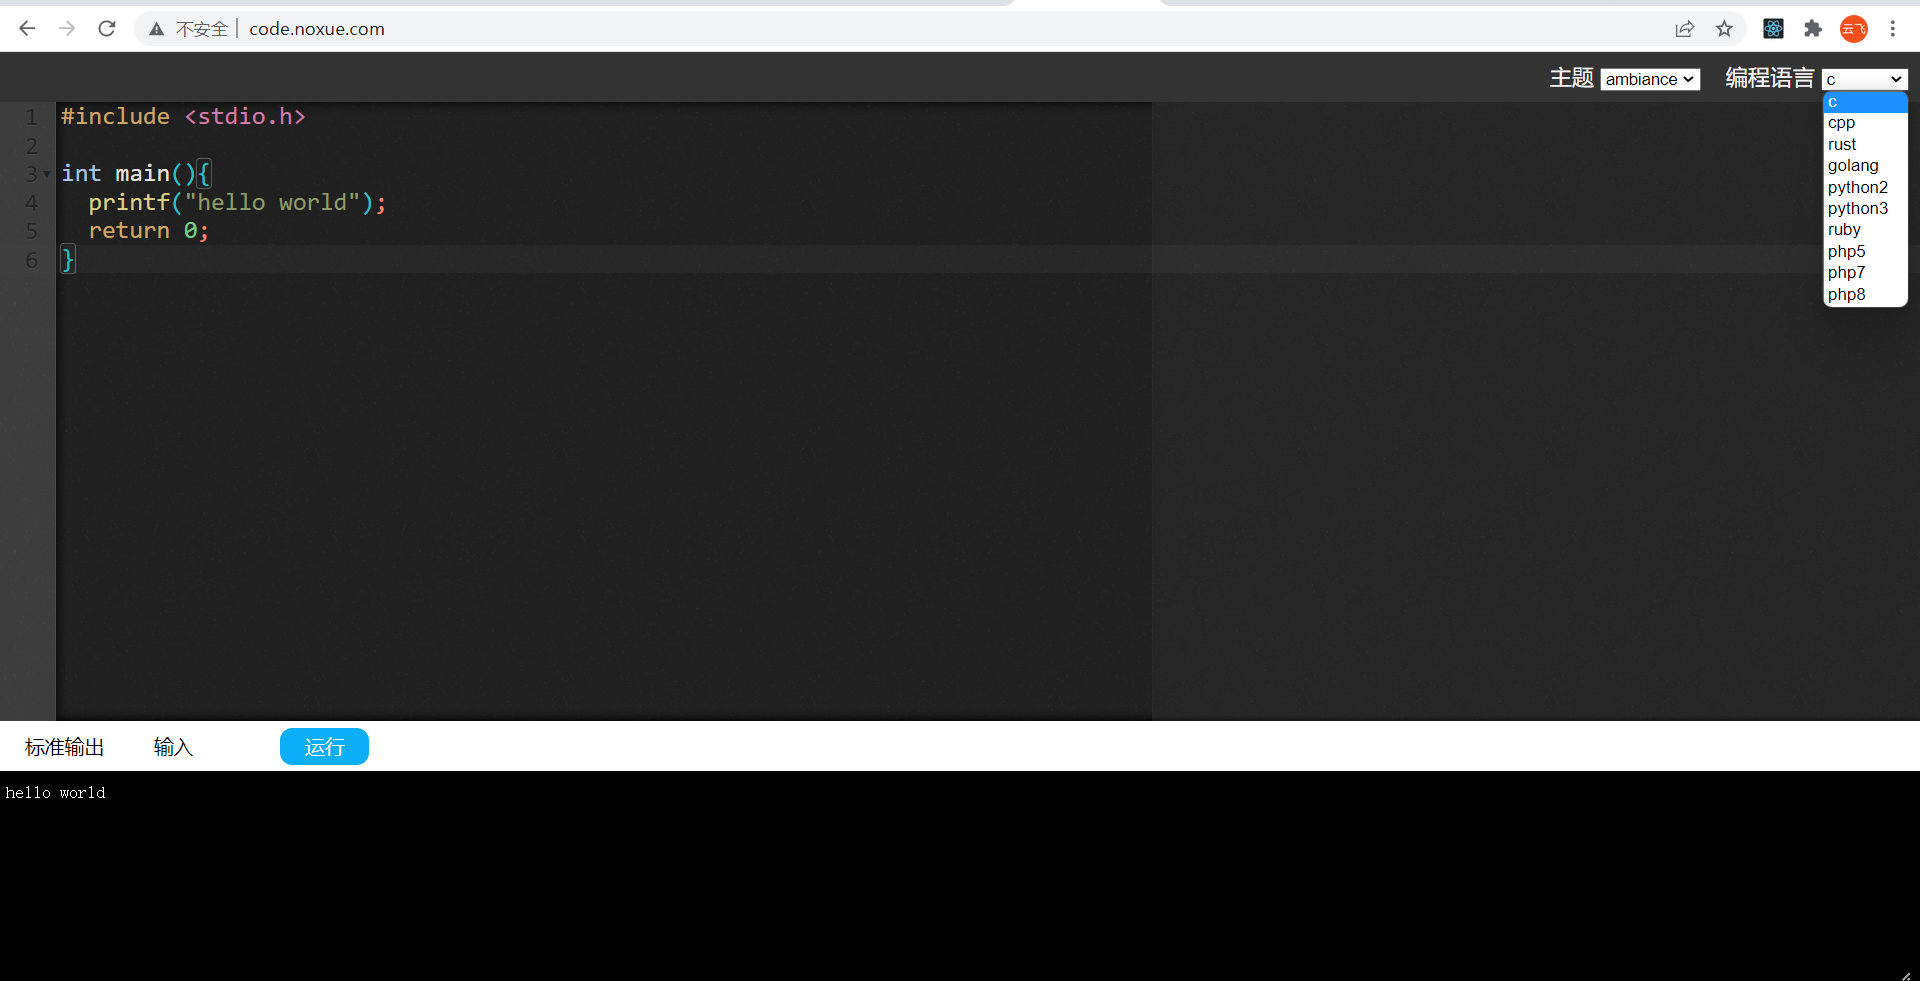 不安全 code.noxue.com 云飞
主题 ambiance 编程语言 c
c
cpp
rust
golang
python2
python3
ruby
php5
php7
php8
1 #include <stdio.h>
2
3 int main(){
4   printf("hello world");
5   return 0;
6 }
标准输出 输入 运行
hello world